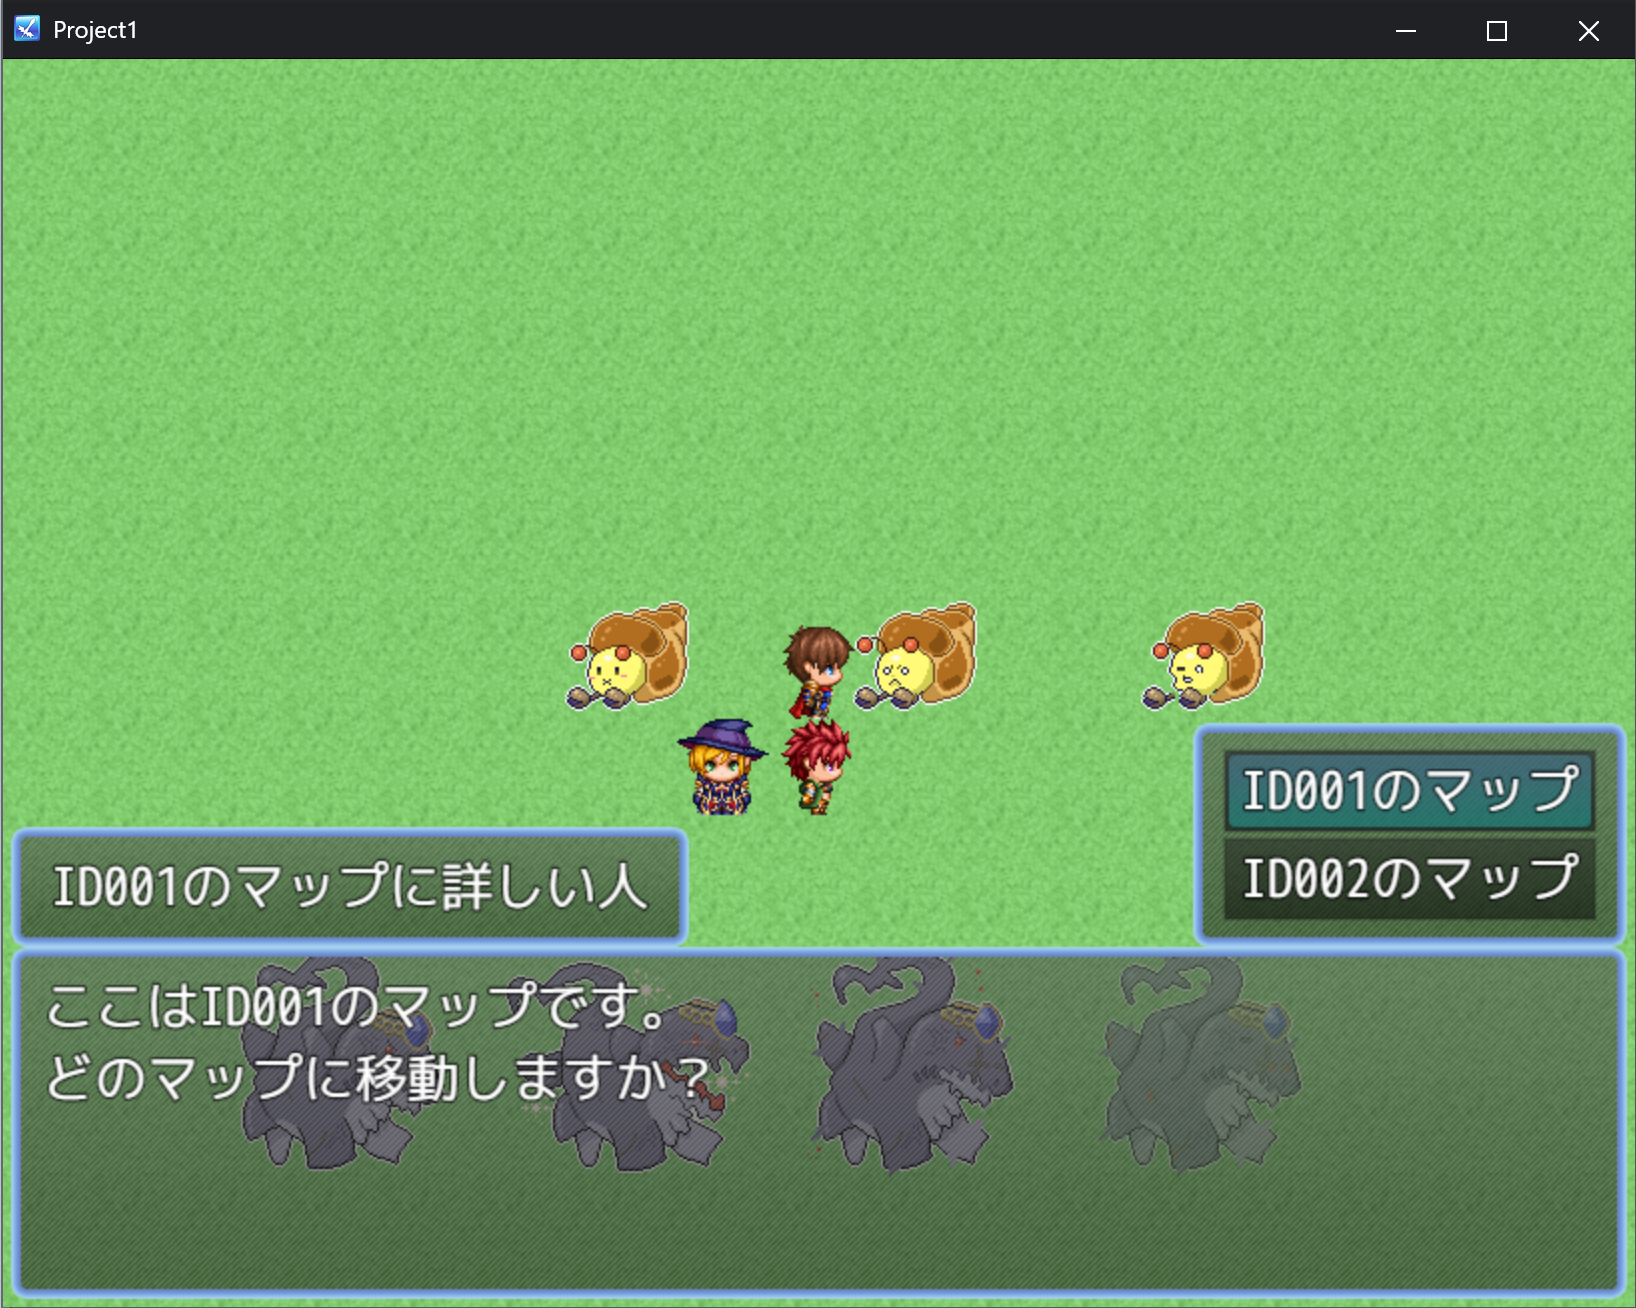 Project1
ID001のマップ
ID002のマップ
ID001のマップに詳しい人
ここはID001のマップです。
どのマップに移動しますか？